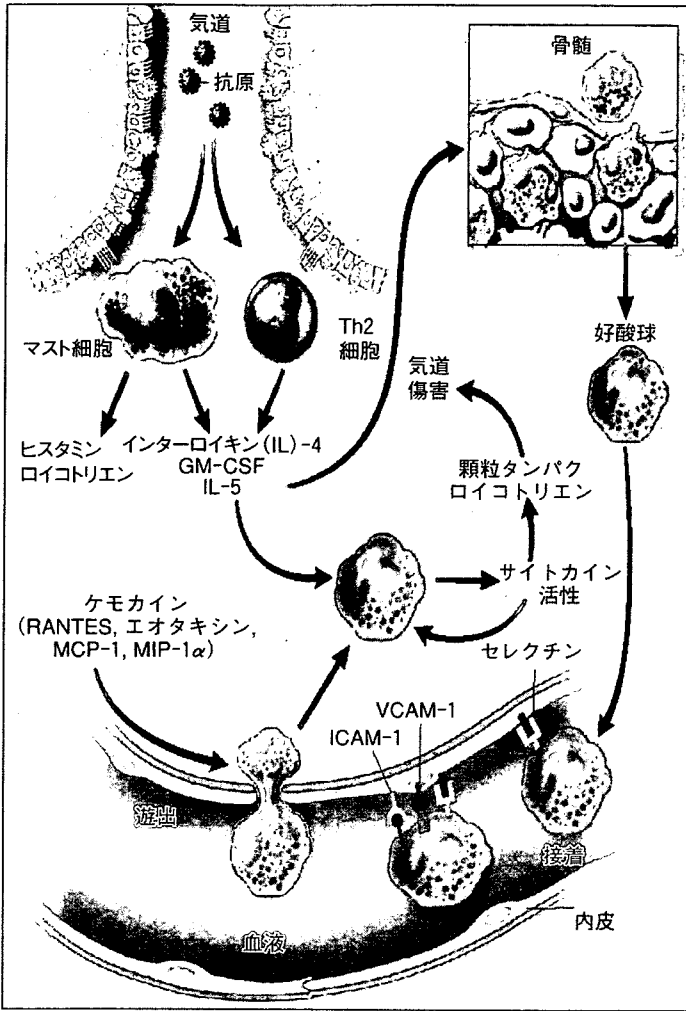 気道
抗原
骨髄
マスト細胞
Th2
細胞
好酸球
気道
傷害
ヒスタミン
ロイコトリエン
インターロイキン(IL)-4
GM-CSF
IL-5
顆粒タンパク
ロイコトリエン
サイトカイン
活性
ケモカイン
(RANTES, エオタキシン,
MCP-1, MIP-1α)
セレクチン
VCAM-1
ICAM-1
遊出
接着
内皮
血液